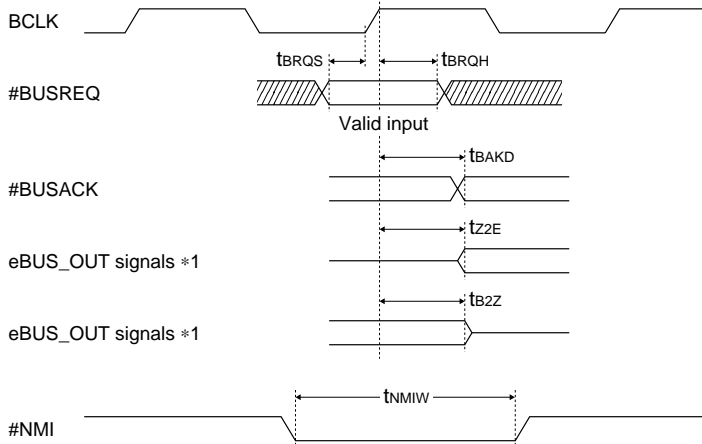 BCLK
tBRQS
tBRQH
#BUSREQ
Valid input
tBAKD
#BUSACK
tZ2E
eBUS_OUT signals *1
tB2Z
eBUS_OUT signals *1
tNMIW
#NMI